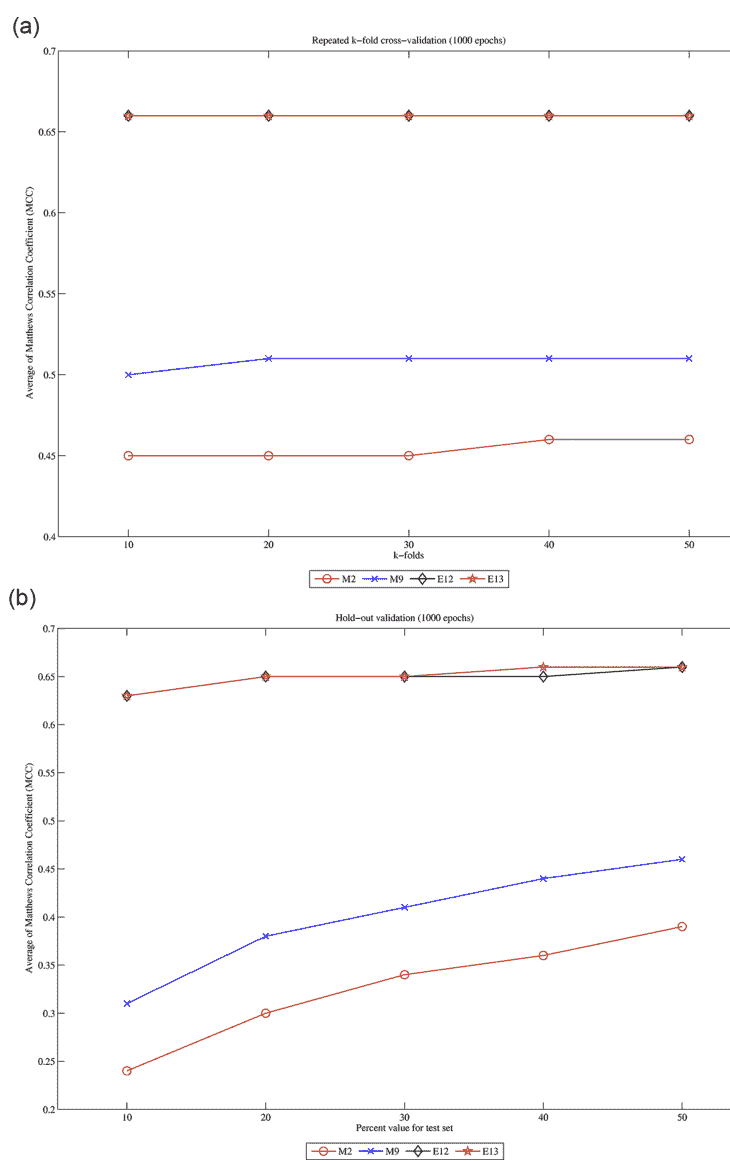 (a)
Repeated k-fold cross-validation (1000 epochs)
Average of Matthews Correlation Coefficient (MCC)
0.7
0.65
0.6
0.55
0.5
0.45
0.4
10 20 30 40 50
k-folds
M2 M9 E12 E13
(b)
Hold-out validation (1000 epochs)
Average of Matthews Correlation Coefficient (MCC)
0.7
0.65
0.6
0.55
0.5
0.45
0.4
0.35
0.3
0.25
0.2
10 20 30 40 50
Percent value for test set
M2 M9 E12 E13